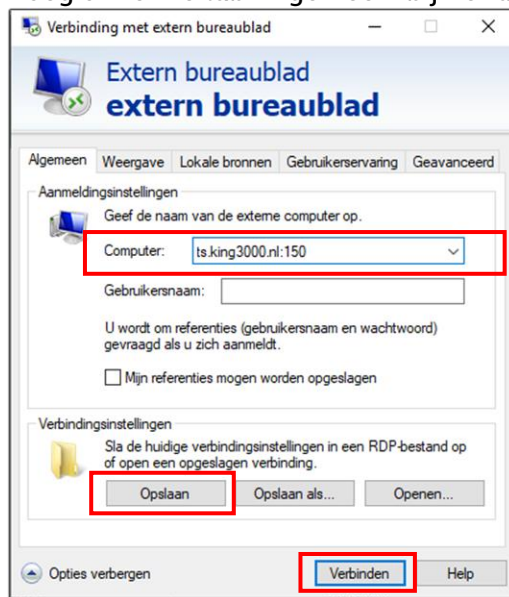 Verbinding met extern bureaublad
Extern bureaublad
extern bureaublad
Algemeen Weergave Lokale bronnen Gebruikerservaring Geavanceerd
Aanmeldingsinstellingen
Geef de naam van de externe computer op.
Computer: ts.king3000.nl:150
Gebruikersnaam:
U wordt om referenties (gebruikersnaam en wachtwoord)
gevraagd als u zich aanmeldt.
Mijn referenties mogen worden opgeslagen
Verbindingsinstellingen
Sla de huidige verbindingsinstellingen in een RDP-bestand op
of open een opgeslagen verbinding.
Opslaan Opslaan als... Openen...
Opties verbergen Verbinden Help